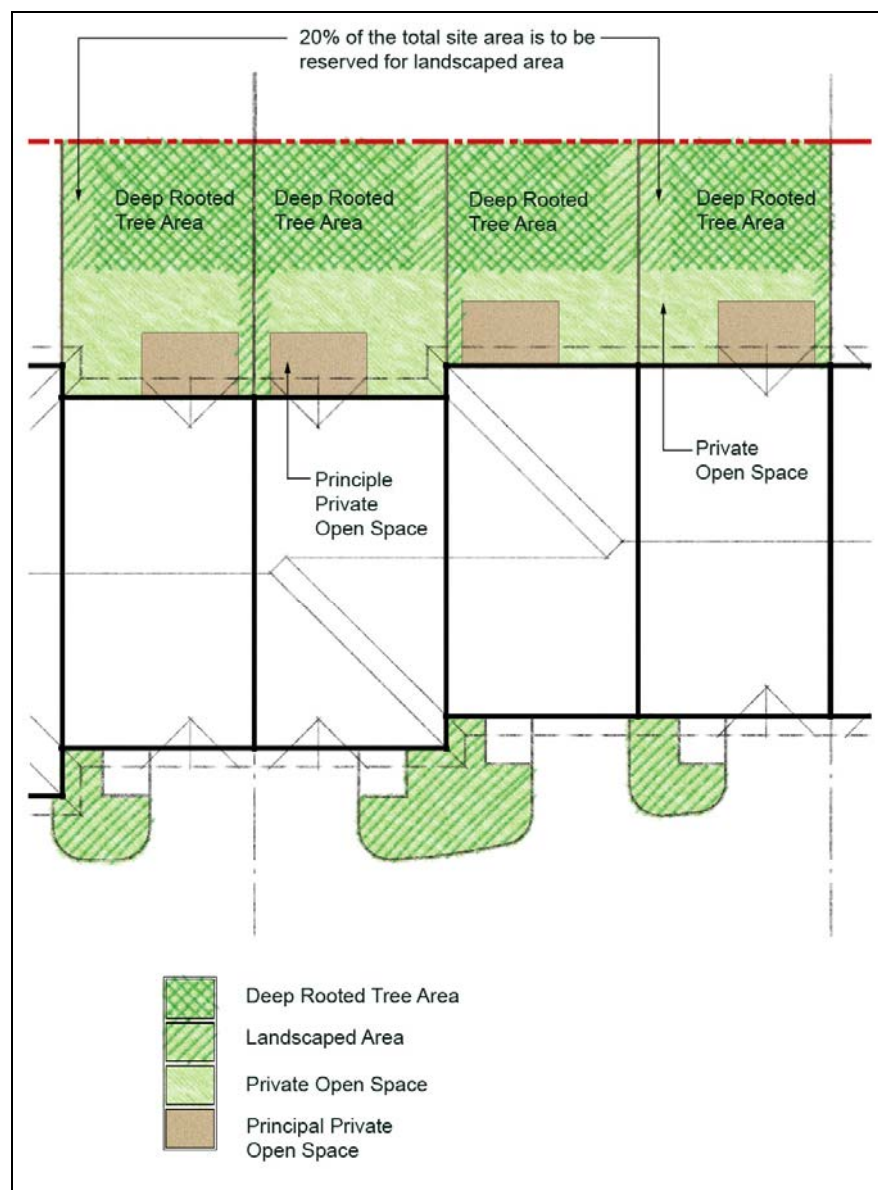 20% of the total site area is to be
reserved for landscaped area
Deep Rooted
Tree Area
Deep Rooted
Tree Area
Deep Rooted
Tree Area
Deep Rooted
Tree Area
Principle
Private
Open Space
Private
Open Space
Deep Rooted Tree Area
Landscaped Area
Private Open Space
Principal Private
Open Space